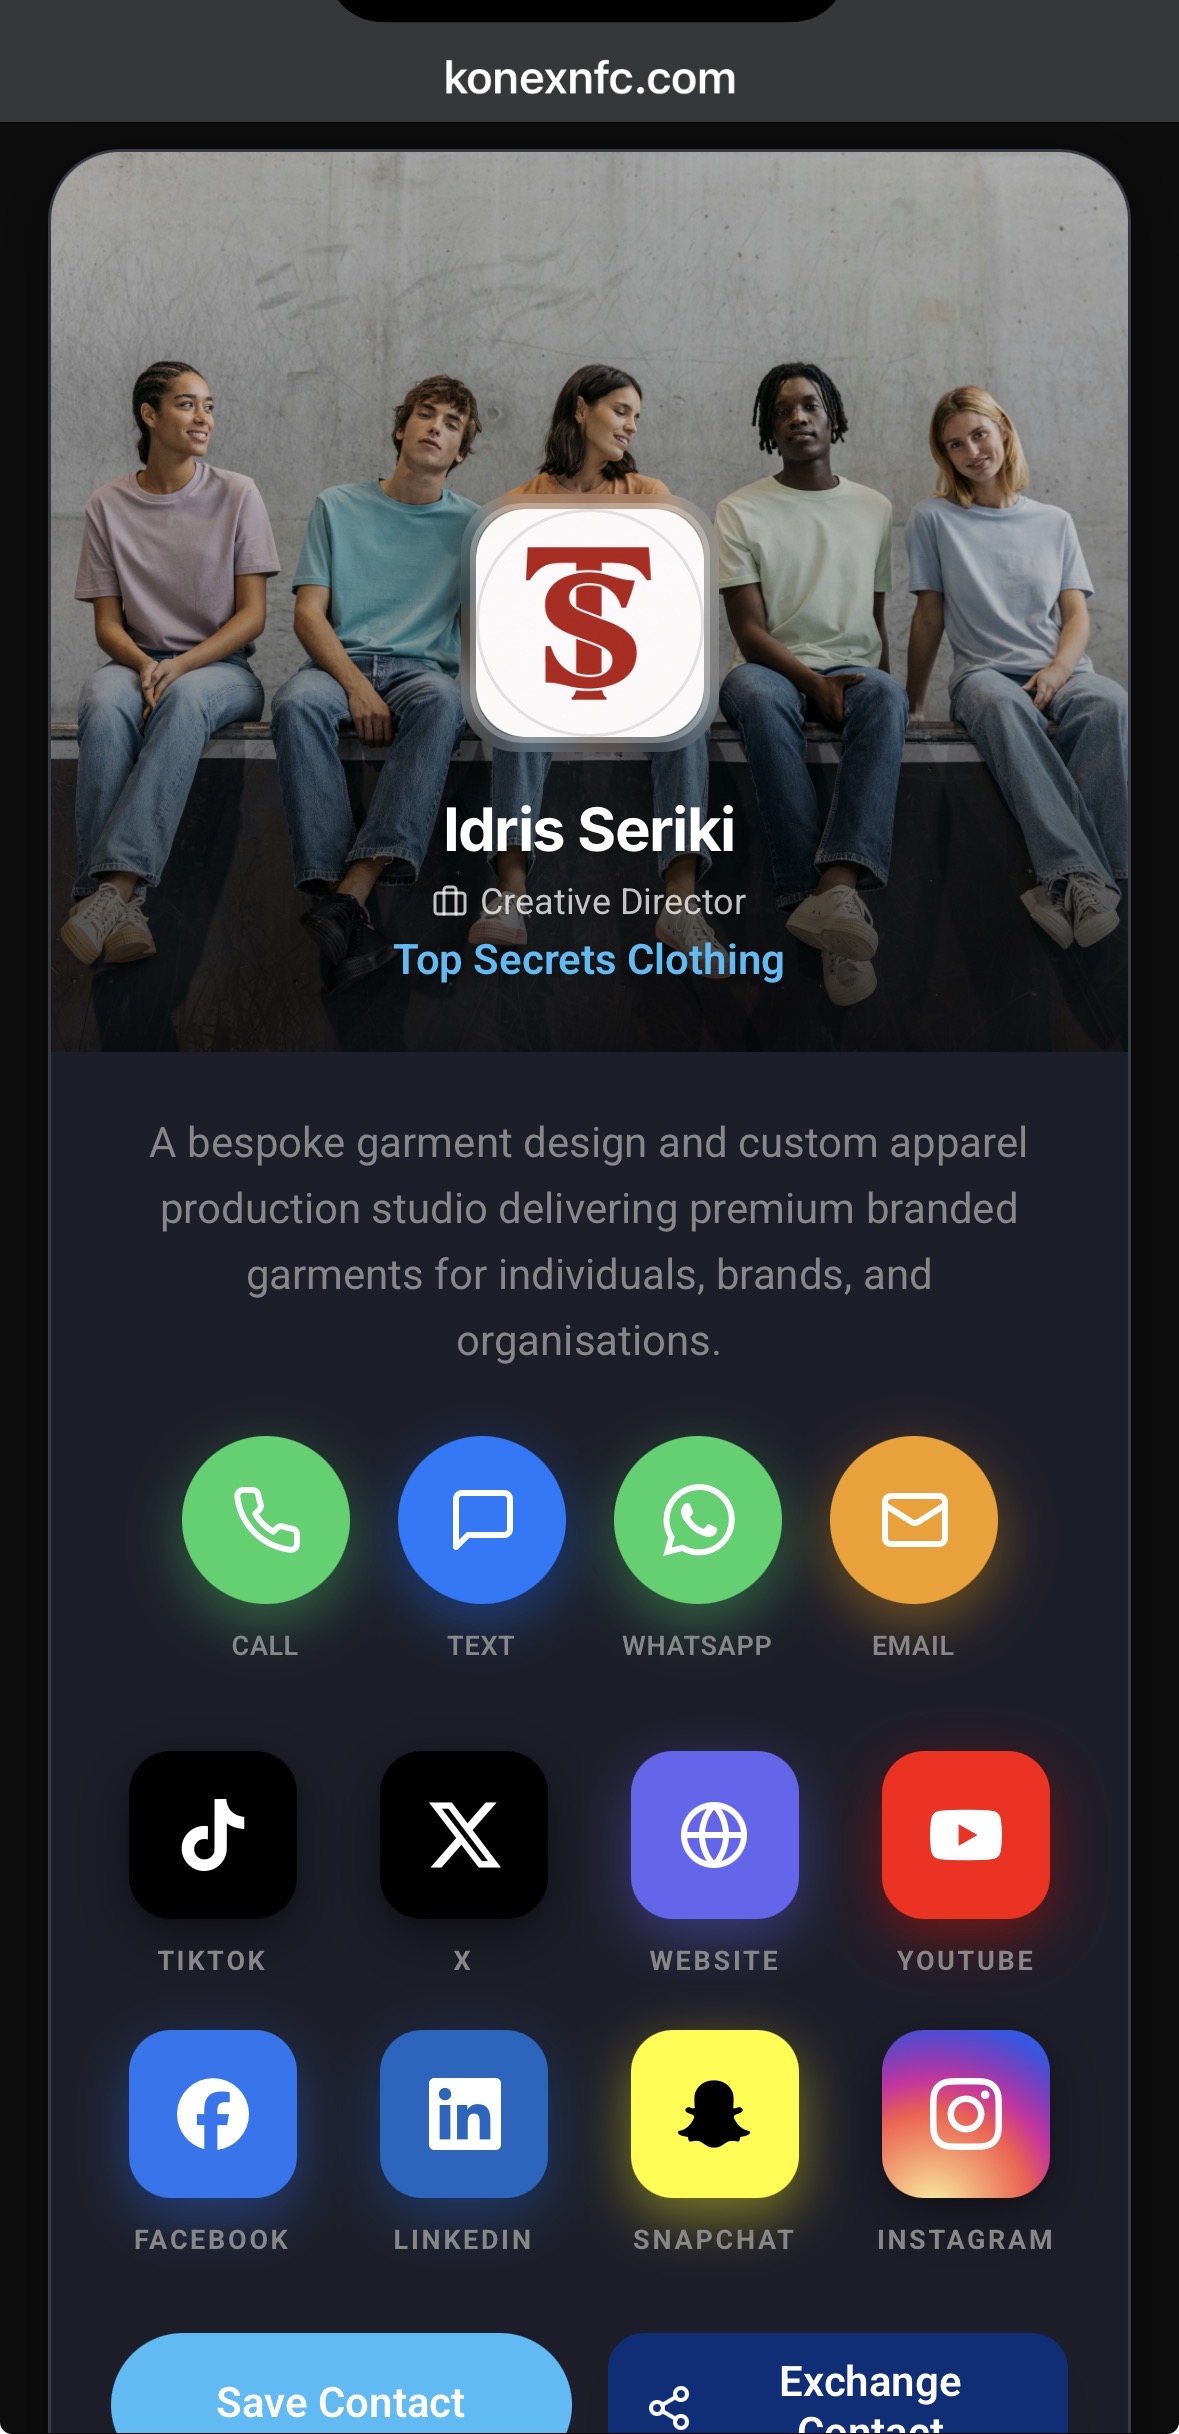 konexnfc.com
TS
Idris Seriki
Creative Director
Top Secrets Clothing
A bespoke garment design and custom apparel
production studio delivering premium branded
garments for individuals, brands, and
organisations.
CALL TEXT WHATSAPP EMAIL
TIKTOK X WEBSITE YOUTUBE
FACEBOOK LINKEDIN SNAPCHAT INSTAGRAM
Save Contact
Exchange
Contact